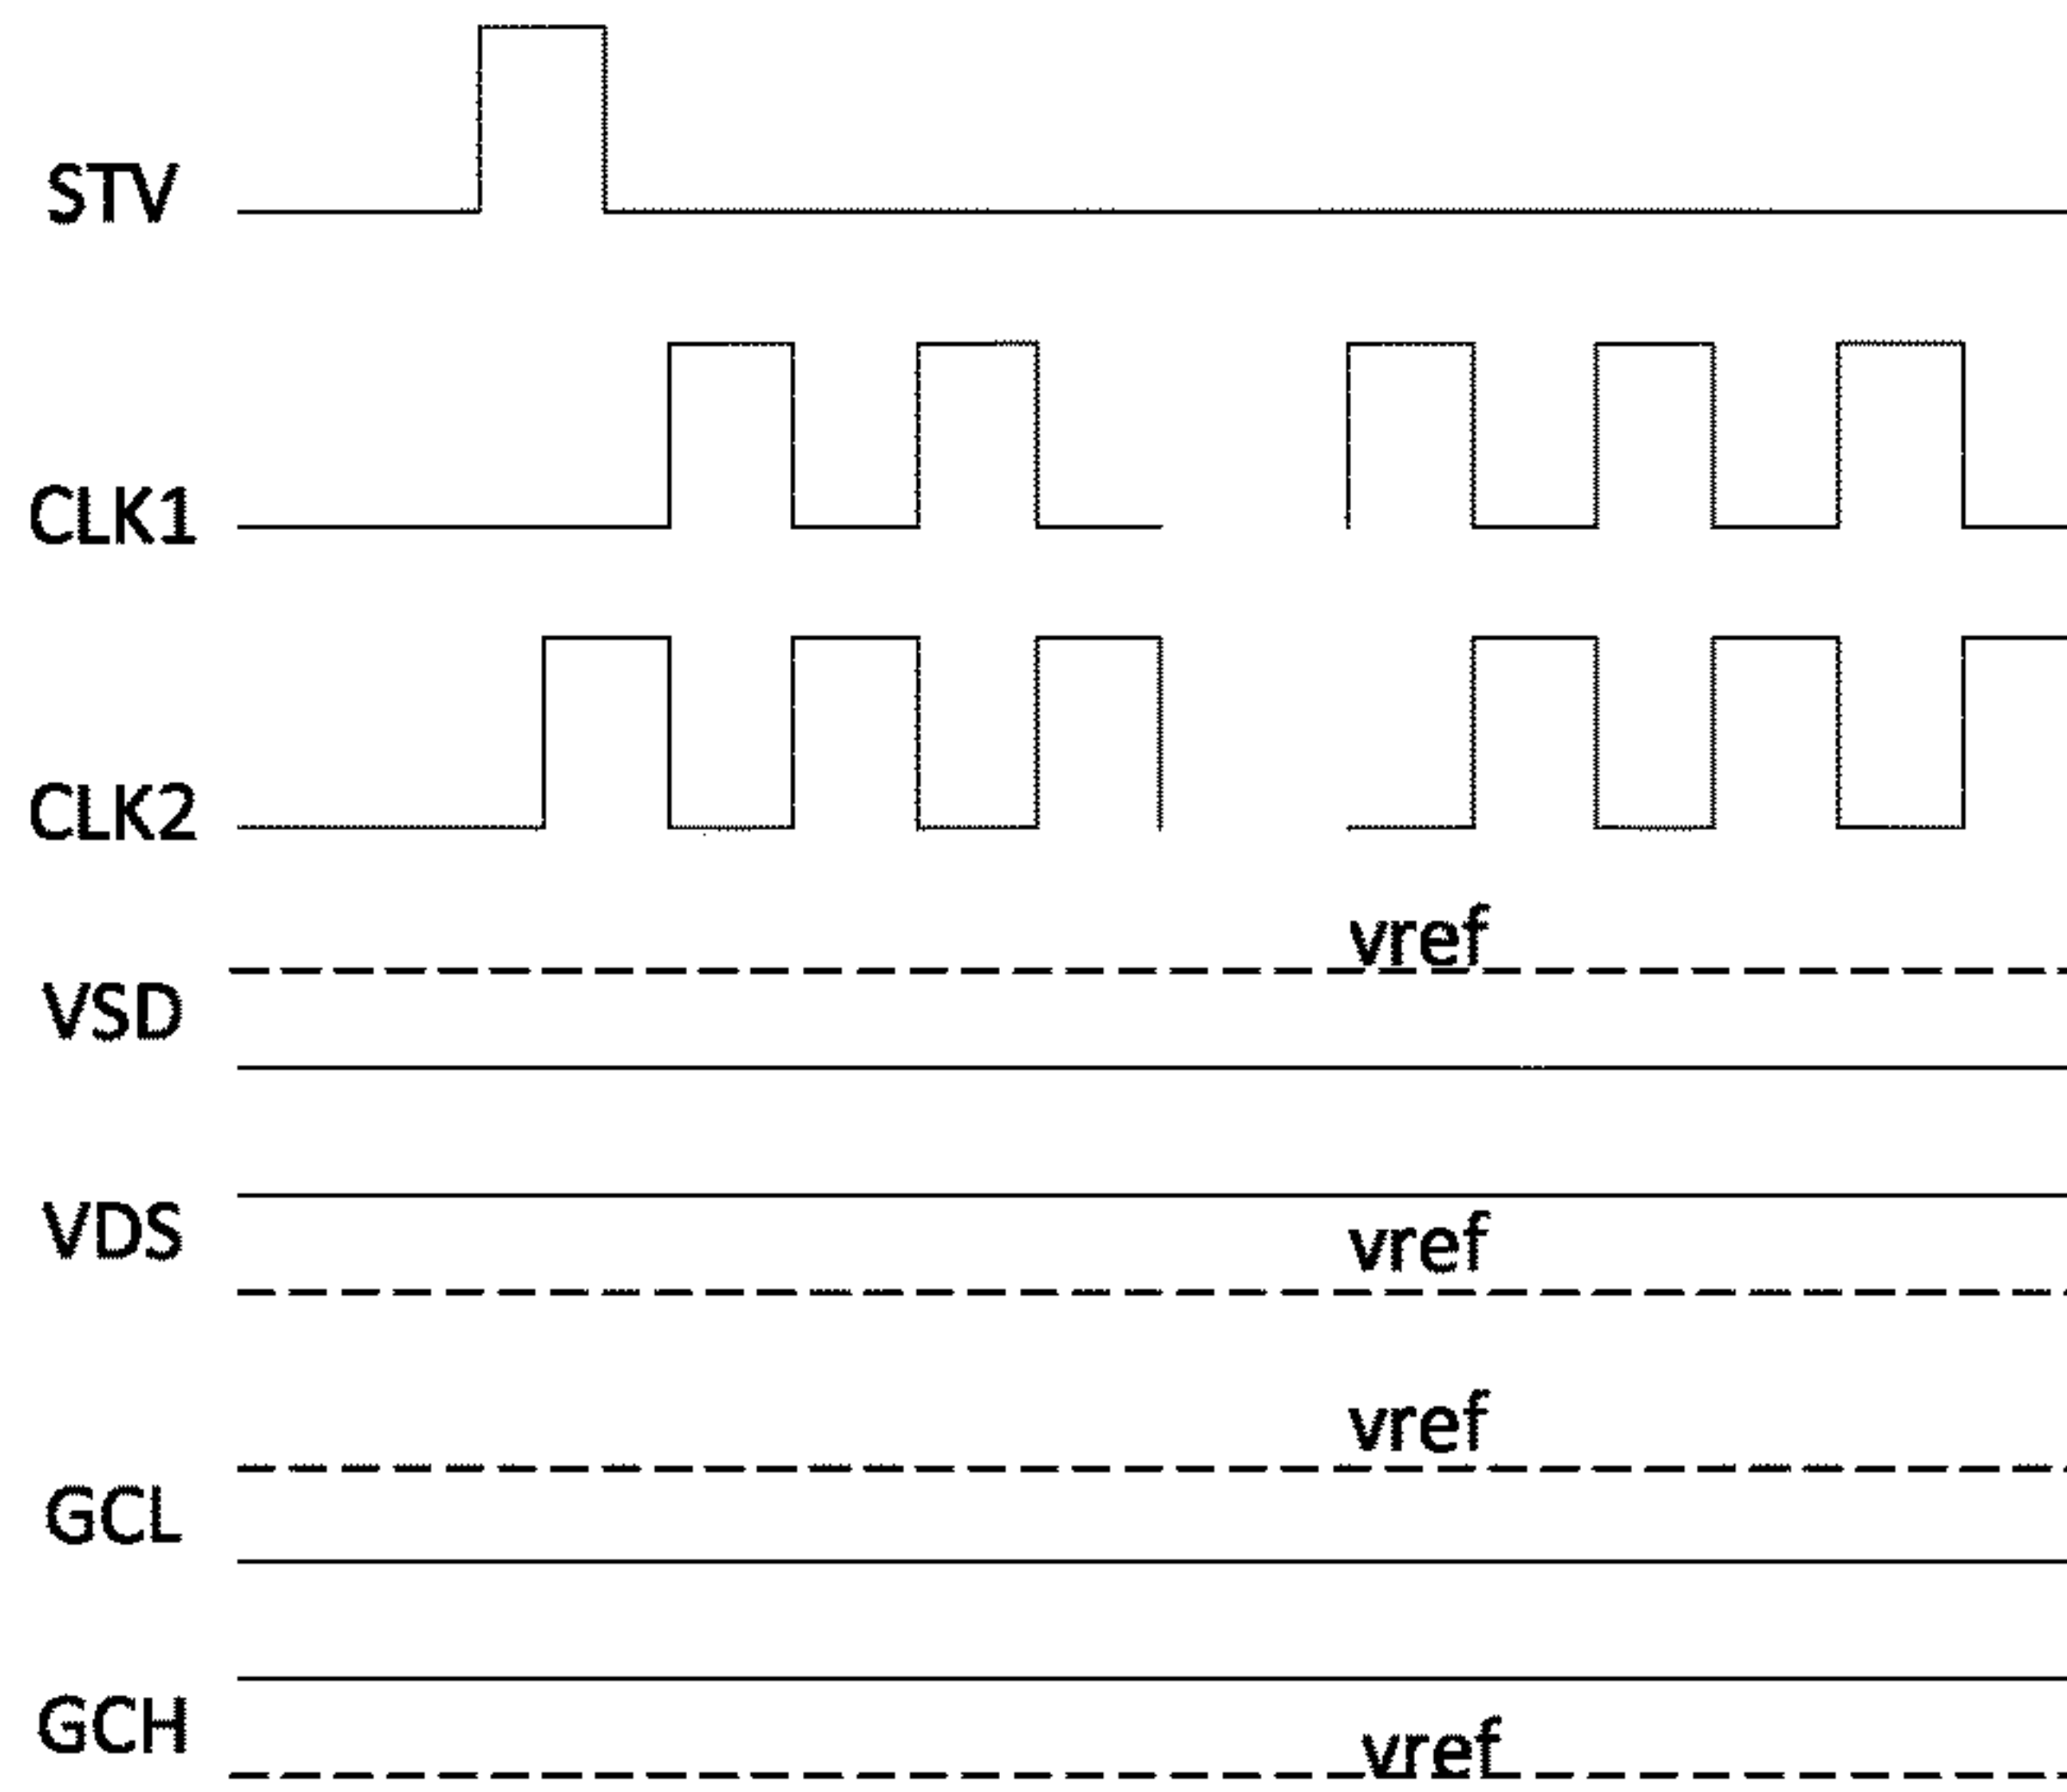 STV
CLK1
CLK2
vref
VSD
VDS
vref
vref
GCL
GCH
vref